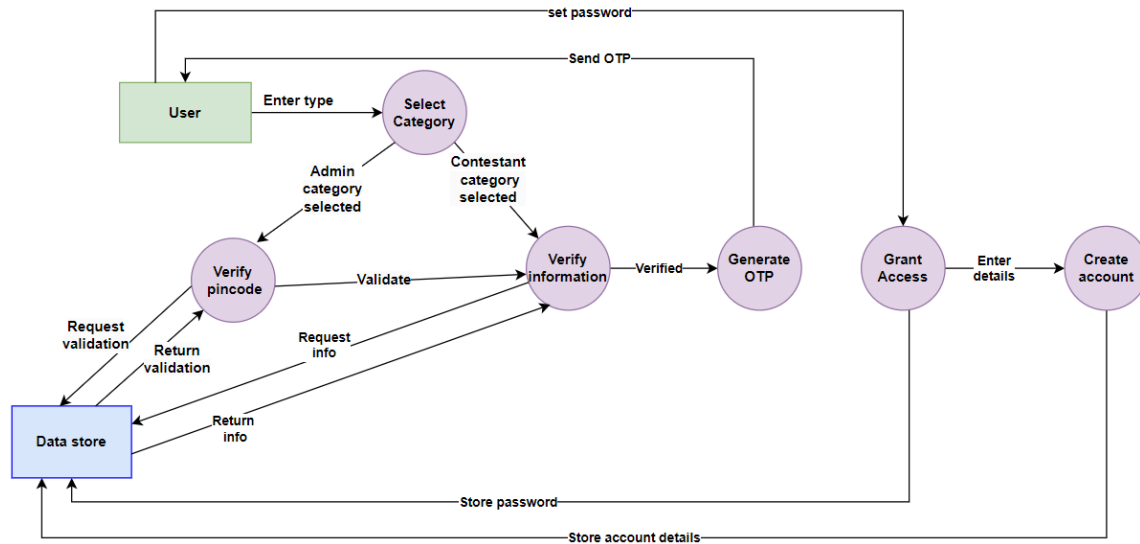 set password
Send OTP
User
Enter type
Select
Category
Admin
category
selected
Contestant
category
selected
Verify
pincode
Validate
Verify
information
Verified
Generate
OTP
Grant
Access
Enter
details
Create
account
Request
validation
Return
validation
Request
info
Return
info
Data store
Store password
Store account details